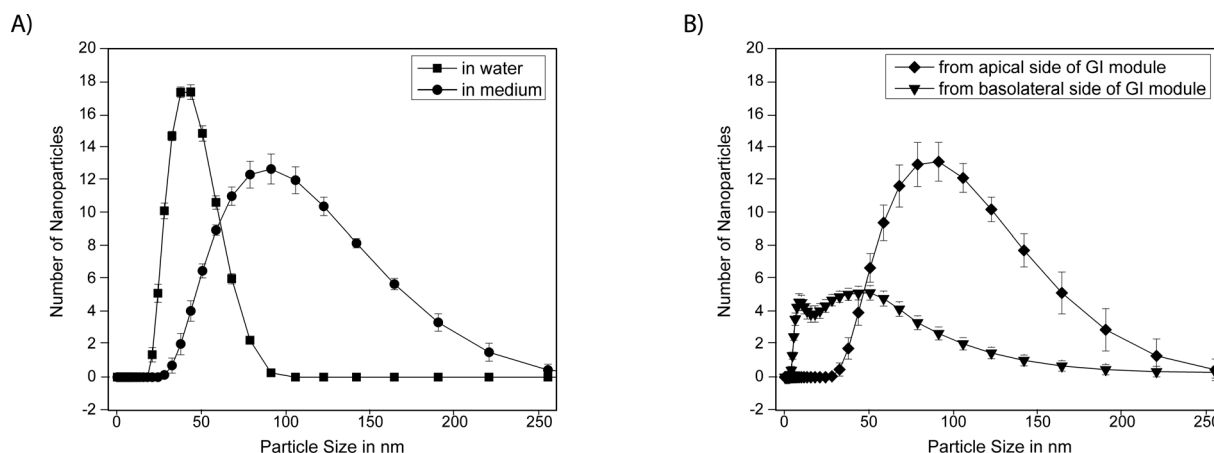 A)
20
18
16
14
12
10
8
6
4
2
0
-2
Number of Nanoparticles
in water
in medium
0 50 100 150 200 250
Particle Size in nm
B)
20
18
16
14
12
10
8
6
4
2
0
-2
Number of Nanoparticles
from apical side of GI module
from basolateral side of GI module
0 50 100 150 200 250
Particle Size in nm